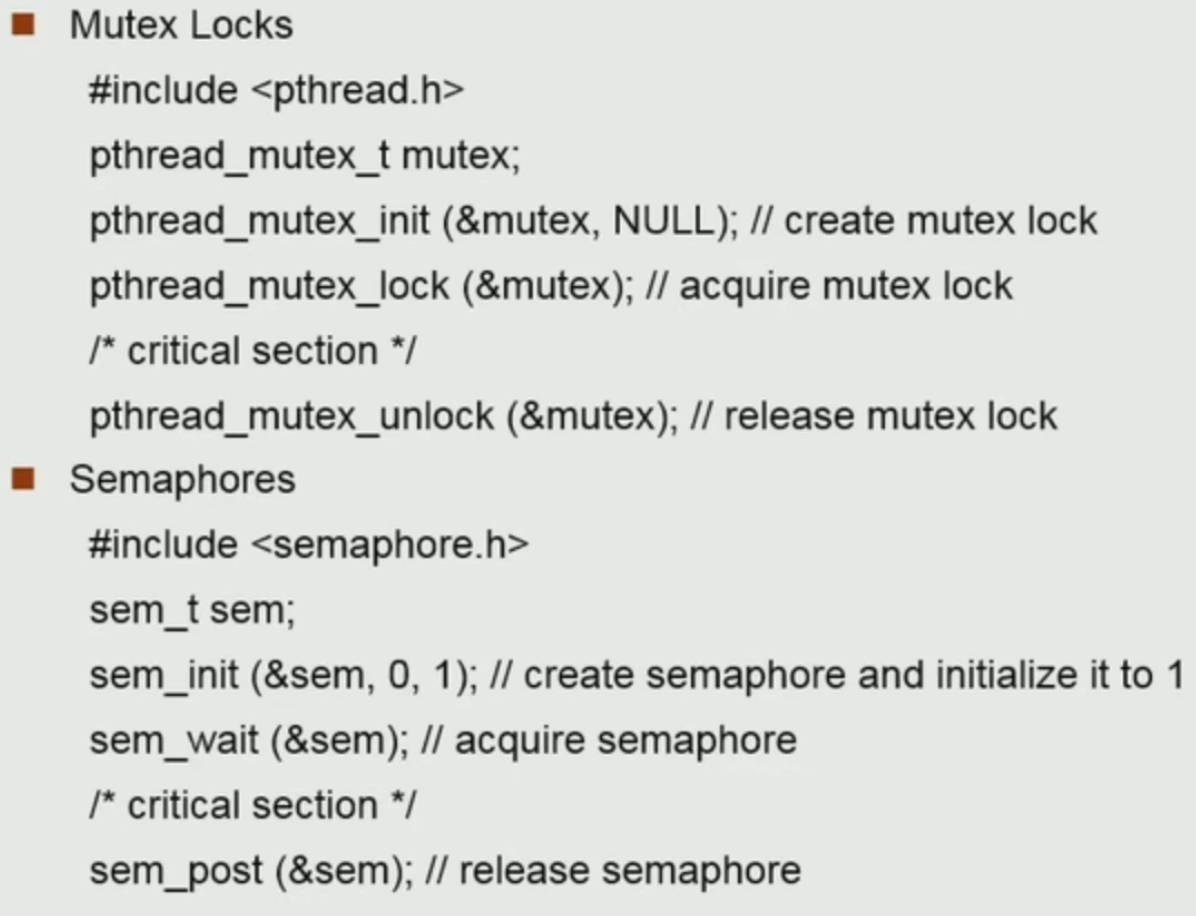 Mutex Locks
#include <pthread.h>
pthread_mutex_t mutex;
pthread_mutex_init (&mutex, NULL); // create mutex lock
pthread_mutex_lock (&mutex); // acquire mutex lock
/* critical section */
pthread_mutex_unlock (&mutex); // release mutex lock
Semaphores
#include <semaphore.h>
sem_t sem;
sem_init (&sem, 0, 1); // create semaphore and initialize it to 1
sem_wait (&sem); // acquire semaphore
/* critical section */
sem_post (&sem); // release semaphore